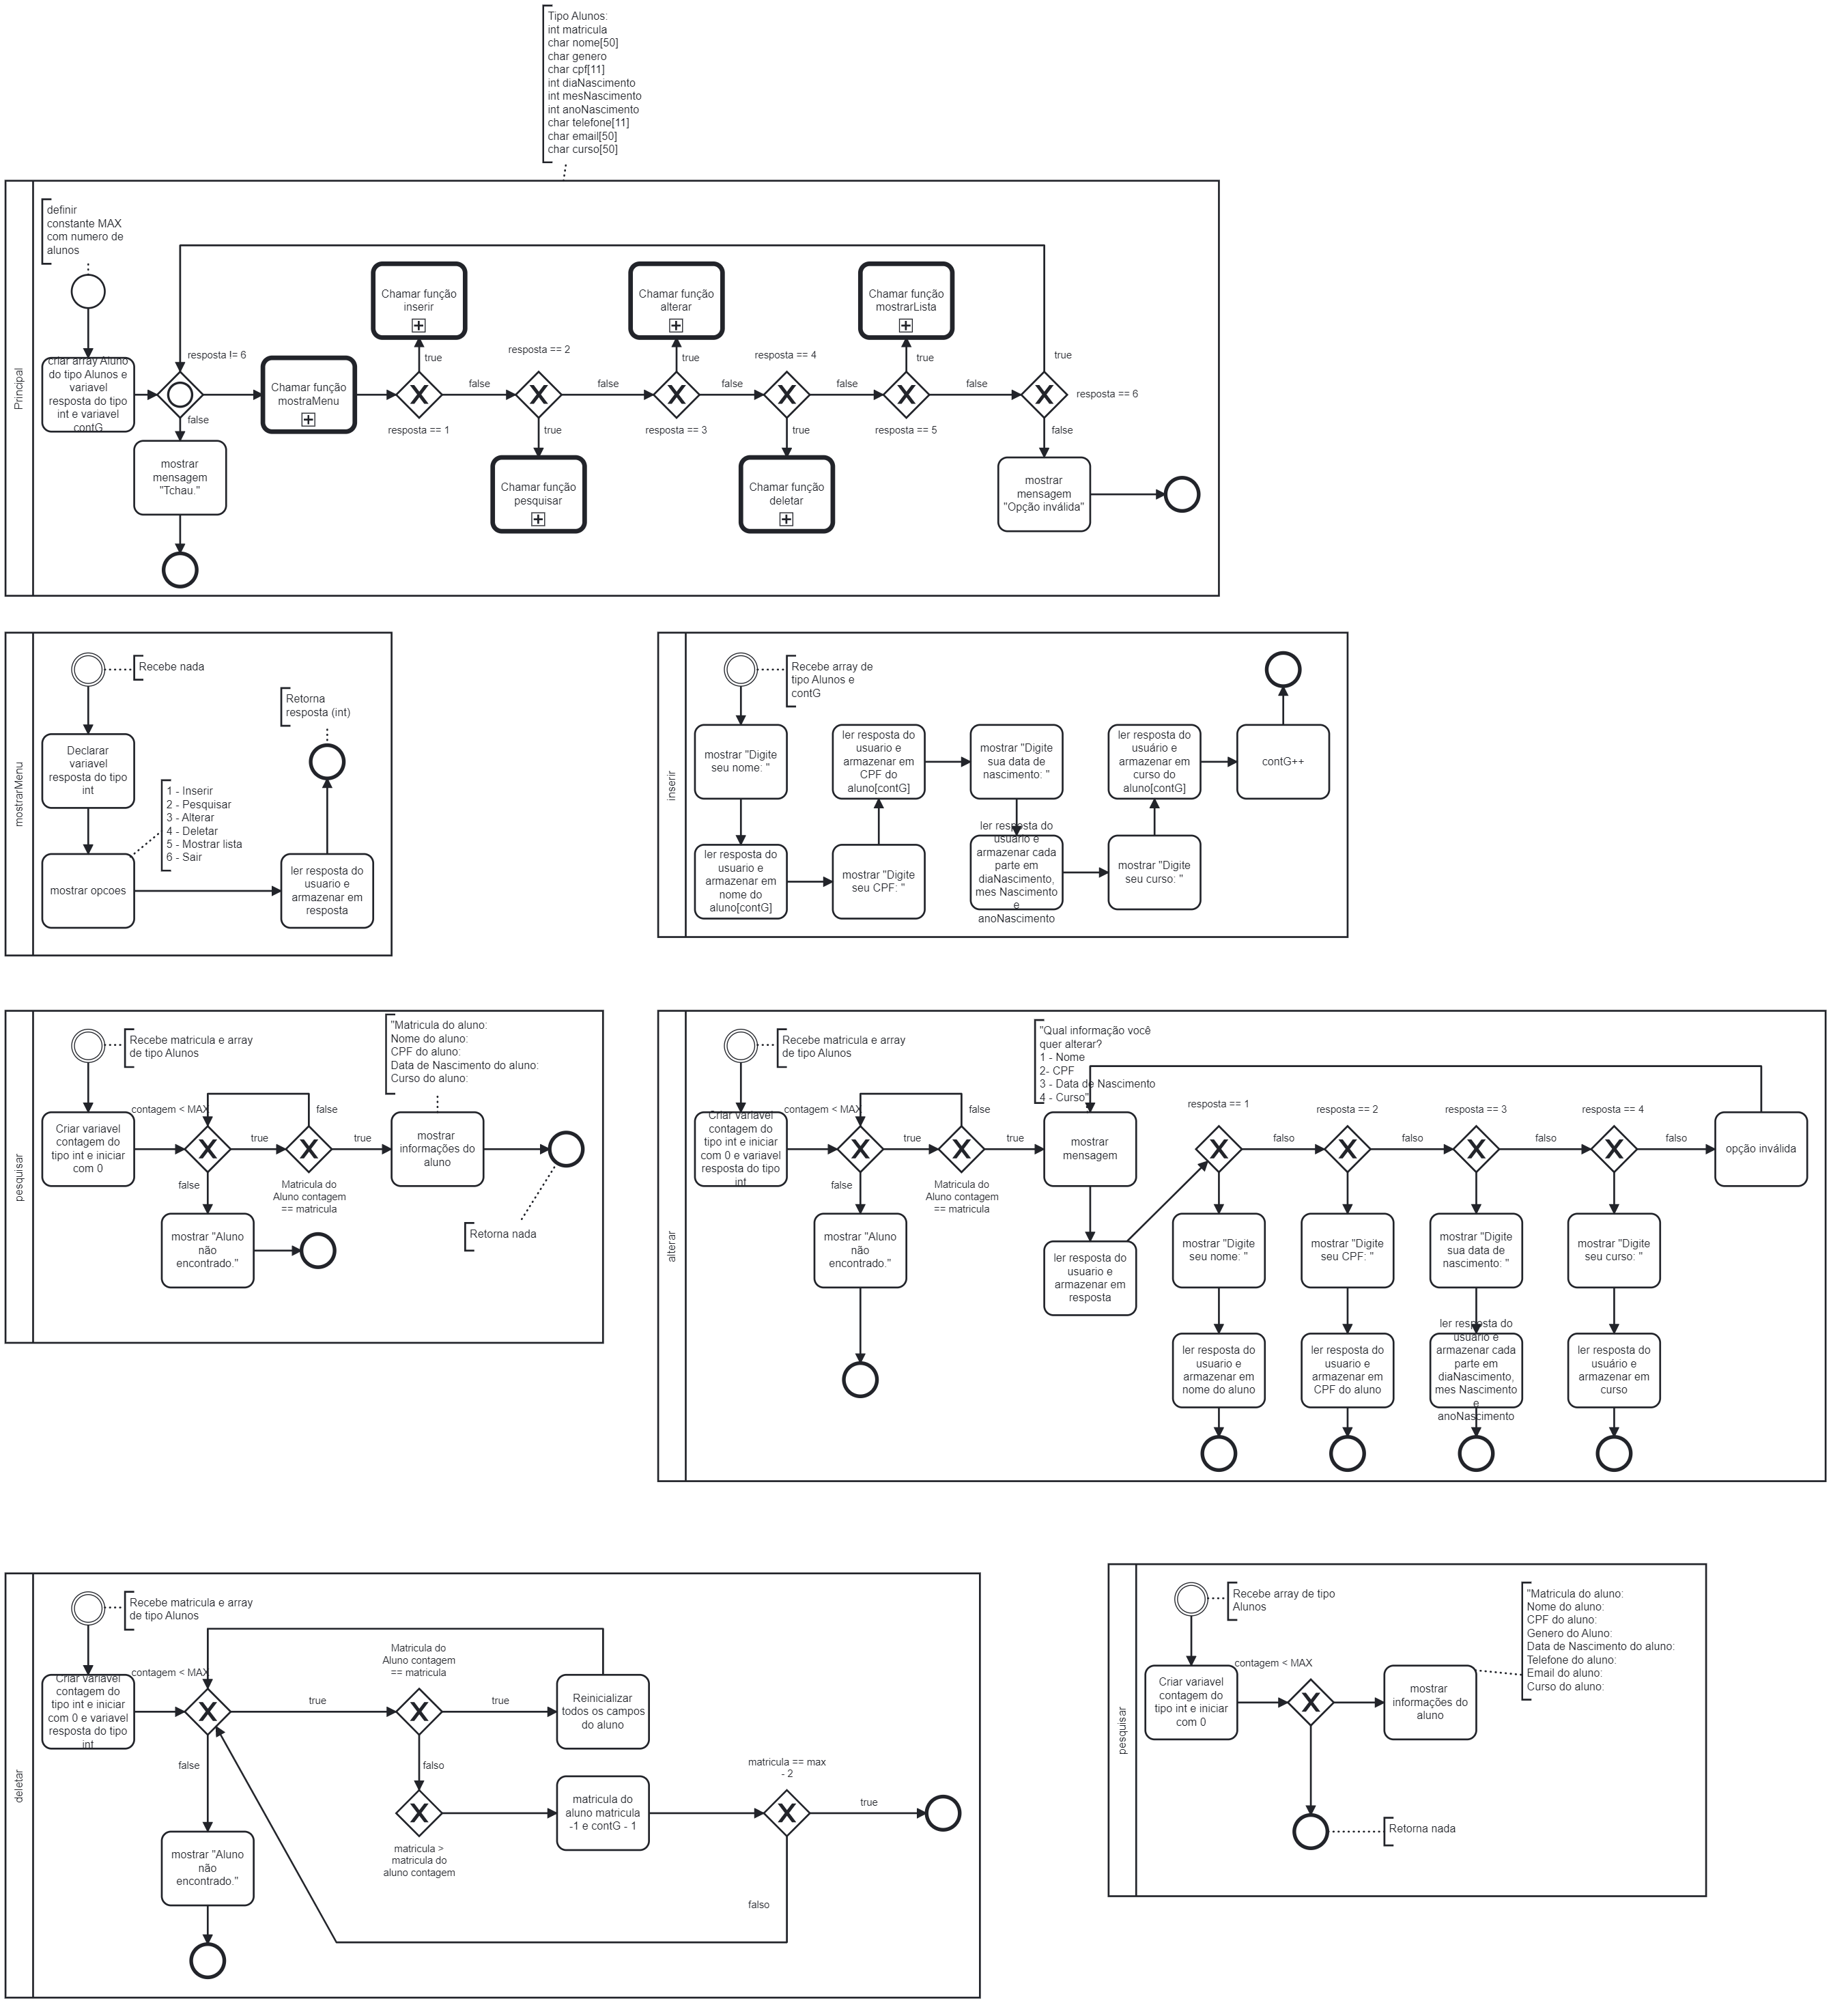 Tipo Alunos:
int matricula
char nome[50]
char genero
char cpf[11]
int diaNascimento
int mesNascimento
int anoNascimento
char telefone[11]
char email[50]
char curso[50]
Principal
definir
constante MAX
com numero de
alunos
criar array Aluno
do tipo Alunos e
variavel
resposta do tipo
int e variavel
contG
resposta != 6
false
mostrar
mensagem
"Tchau."
Chamar função
mostraMenu
Chamar função
inserir
true
resposta == 1
false
resposta == 2
true
Chamar função
pesquisar
false
Chamar função
alterar
true
resposta == 3
false
resposta == 4
true
Chamar função
deletar
false
Chamar função
mostrarLista
true
resposta == 5
false
true
resposta == 6
false
mostrar
mensagem
"Opção inválida"
mostrarMenu
Recebe nada
Declarar
variavel
resposta do tipo
int
mostrar opcoes
1 - Inserir
2 - Pesquisar
3 - Alterar
4 - Deletar
5 - Mostrar lista
6 - Sair
ler resposta do
usuario e
armazenar em
resposta
Retorna
resposta (int)
inserir
Recebe array de
tipo Alunos e
contG
mostrar "Digite
seu nome: "
ler resposta do
usuario e
armazenar em
nome do
aluno[contG]
mostrar "Digite
seu CPF: "
ler resposta do
usuario e
armazenar em
CPF do
aluno[contG]
mostrar "Digite
sua data de
nascimento: "
ler resposta do
usuario e
armazenar cada
parte em
diaNascimento,
mes Nascimento
e
anoNascimento
mostrar "Digite
seu curso: "
ler resposta do
usuário e
armazenar em
curso do
aluno[contG]
contG++
pesquisar
Recebe matricula e array
de tipo Alunos
Criar variavel
contagem do
tipo int e iniciar
com 0
contagem < MAX
true
false
mostrar "Aluno
não
encontrado."
false
true
Matricula do
Aluno contagem
== matricula
mostrar
informações do
aluno
"Matricula do aluno:
Nome do aluno:
CPF do aluno:
Data de Nascimento do aluno:
Curso do aluno:
Retorna nada
alterar
Recebe matricula e array
de tipo Alunos
Criar variavel
contagem do
tipo int e iniciar
com 0 e variavel
resposta do tipo
int
contagem < MAX
true
false
mostrar "Aluno
não
encontrado."
false
true
Matricula do
Aluno contagem
== matricula
"Qual informação você
quer alterar?
1 - Nome
2- CPF
3 - Data de Nascimento
4 - Curso"
mostrar
mensagem
ler resposta do
usuario e
armazenar em
resposta
resposta == 1
falso
mostrar "Digite
seu nome: "
ler resposta do
usuario e
armazenar em
nome do aluno
resposta == 2
falso
mostrar "Digite
seu CPF: "
ler resposta do
usuario e
armazenar em
CPF do aluno
resposta == 3
falso
mostrar "Digite
sua data de
nascimento: "
ler resposta do
usuario e
armazenar cada
parte em
diaNascimento,
mes Nascimento
e
anoNascimento
resposta == 4
falso
mostrar "Digite
seu curso: "
ler resposta do
usuário e
armazenar em
curso
opção inválida
deletar
Recebe matricula e array
de tipo Alunos
Criar variavel
contagem do
tipo int e iniciar
com 0 e variavel
resposta do tipo
int
contagem < MAX
true
false
mostrar "Aluno
não
encontrado."
Matricula do
Aluno contagem
== matricula
true
Reinicializar
todos os campos
do aluno
falso
matricula >
matricula do
aluno contagem
matricula do
aluno matricula
-1 e contG - 1
matricula == max
- 2
true
falso
pesquisar
Recebe array de tipo
Alunos
Criar variavel
contagem do
tipo int e iniciar
com 0
contagem < MAX
mostrar
informações do
aluno
"Matricula do aluno:
Nome do aluno:
CPF do aluno:
Genero do Aluno:
Data de Nascimento do aluno:
Telefone do aluno:
Email do aluno:
Curso do aluno:
Retorna nada